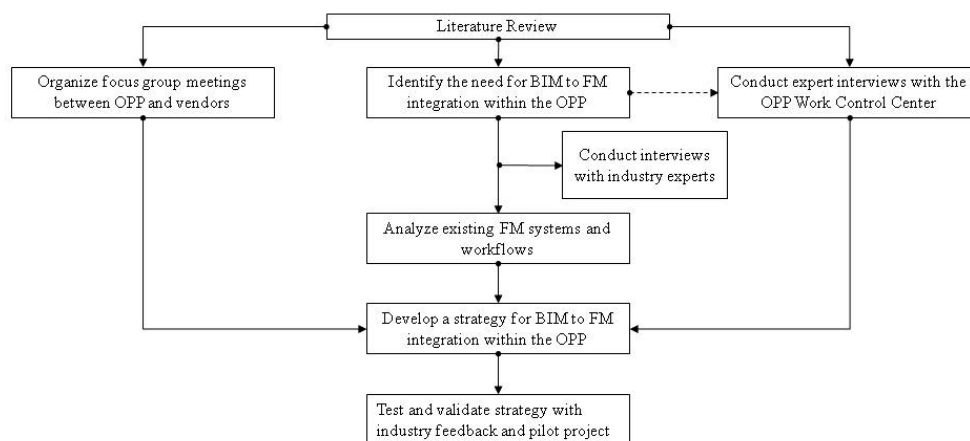 Literature Review
Organize focus group meetings
between OPP and vendors
Identify the need for BIM to FM
integration within the OPP
Conduct expert interviews with the
OPP Work Control Center
Conduct interviews
with industry experts
Analyze existing FM systems and
workflows
Develop a strategy for BIM to FM
integration within the OPP
Test and validate strategy with
industry feedback and pilot project